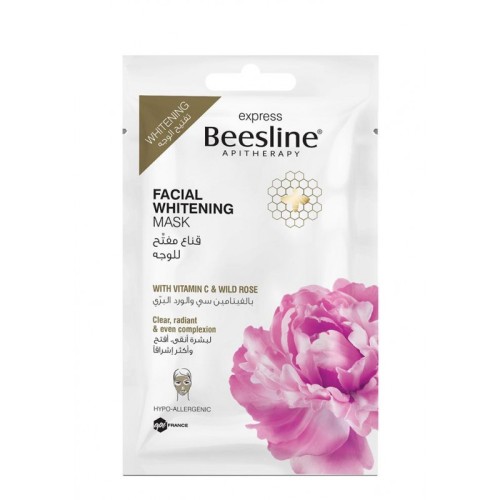 WHITENING
تفتيح الوجه
express
Beesline®
APITHERAPY
FACIAL
WHITENING
MASK
قناع مفتّح
للوجه
WITH VITAMIN C & WILD ROSE
بالفيتامين سي والورد البرّي
Clear, radiant
& even complexion
لبشرة أنقى، أفتح
وأكثر إشراقاً
HYPO-ALLERGENIC
api FRANCE